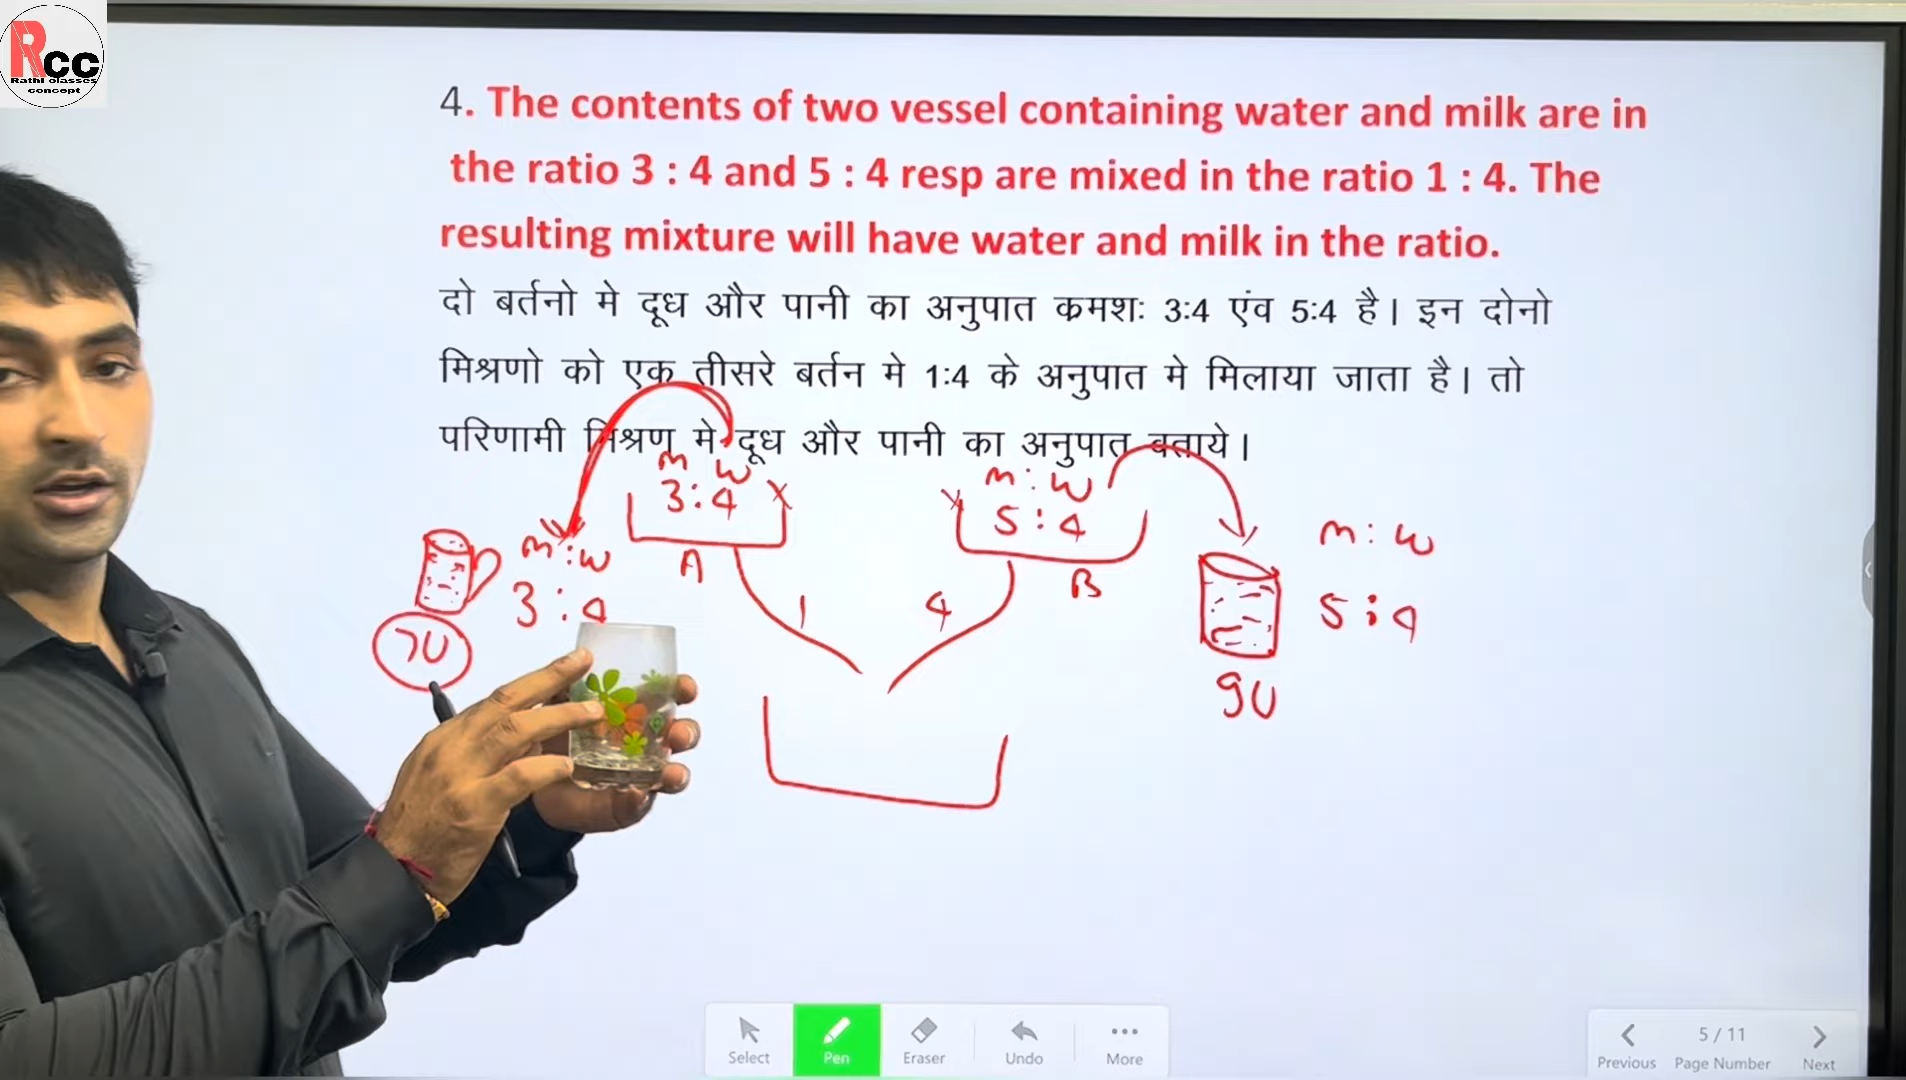 Rcc
Rathi classes
concept
4. The contents of two vessel containing water and milk are in
the ratio 3 : 4 and 5 : 4 resp are mixed in the ratio 1 : 4. The
resulting mixture will have water and milk in the ratio.
दो बर्तनो मे दूध और पानी का अनुपात कमशः 3:4 एंव 5:4 है। इन दोनो
मिश्रणो को एक तीसरे बर्तन मे 1:4 के अनुपात मे मिलाया जाता है। तो
परिणामी मिश्रण मे दूध और पानी का अनुपात बताये।
m w
3:4
A
m : w
5 : 4
B
m : w
3 : 4
7U
1
4
m : w
5 : 4
9U
Select
Pen
Eraser
Undo
More
Previous
5 / 11
Page Number
Next